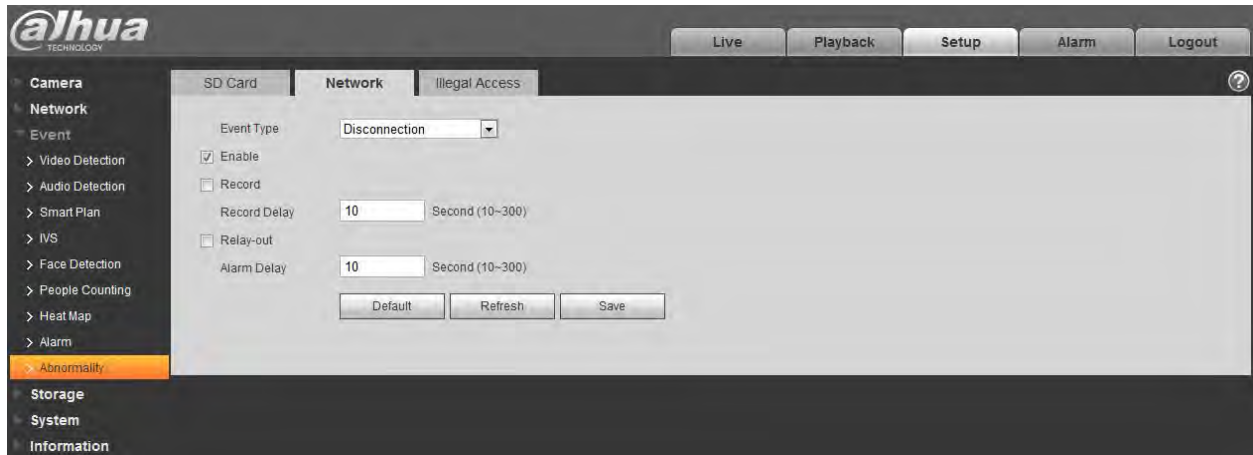 alhua
TECHNOLOGY
Live Playback Setup Alarm Logout
Camera
Network
Event
Video Detection
Audio Detection
Smart Plan
IVS
Face Detection
People Counting
Heat Map
Alarm
Abnormality
Storage
System
Information
SD Card Network Illegal Access ?
Event Type Disconnection
Enable
Record
Record Delay 10 Second (10~300)
Relay-out
Alarm Delay 10 Second (10~300)
Default Refresh Save